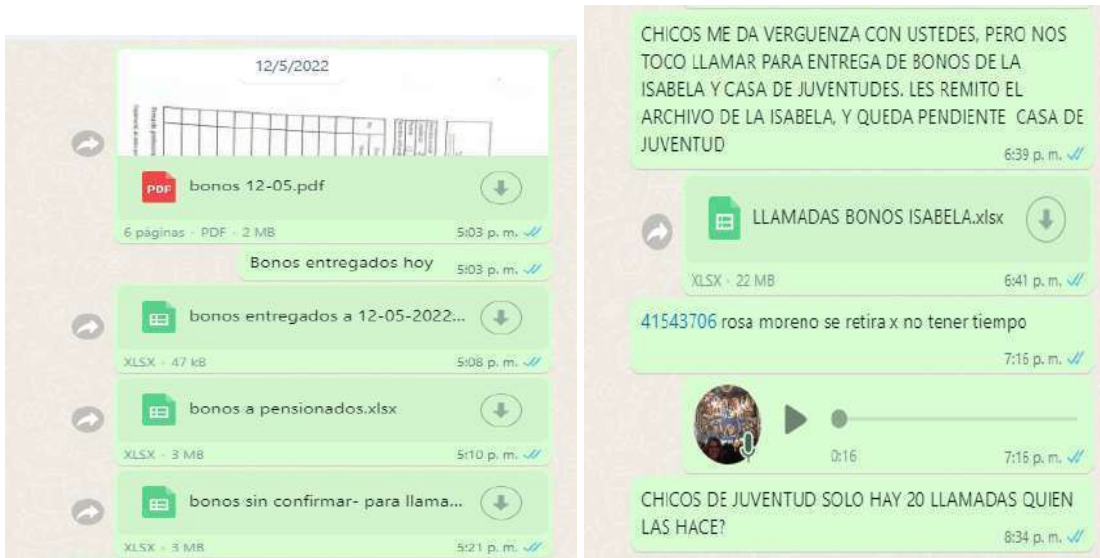 12/5/2022
PDF
bonos 12-05.pdf
6 páginas · PDF · 2 MB
5:03 p. m.
Bonos entregados hoy
5:03 p. m.
bonos entregados a 12-05-2022...
XLSX · 47 kB
5:08 p. m.
bonos a pensionados.xlsx
XLSX · 3 MB
5:10 p. m.
bonos sin confirmar- para llama...
XLSX · 3 MB
5:21 p. m.
CHICOS ME DA VERGUENZA CON USTEDES, PERO NOS
TOCO LLAMAR PARA ENTREGA DE BONOS DE LA
ISABELA Y CASA DE JUVENTUDES. LES REMITO EL
ARCHIVO DE LA ISABELA, Y QUEDA PENDIENTE CASA DE
JUVENTUD
6:39 p. m.
LLAMADAS BONOS ISABELA.xlsx
XLSX · 22 MB
6:41 p. m.
41543706 rosa moreno se retira x no tener tiempo
7:16 p. m.
0:16
7:16 p. m.
CHICOS DE JUVENTUD SOLO HAY 20 LLAMADAS QUIEN
LAS HACE?
8:34 p. m.